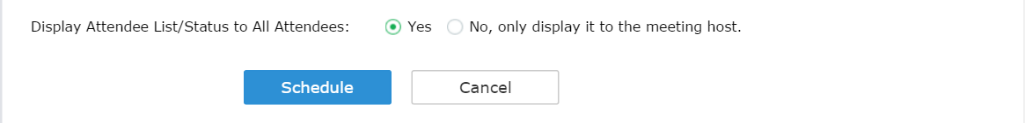 Display Attendee List/Status to All Attendees: Yes No, only display it to the meeting host.
Schedule Cancel